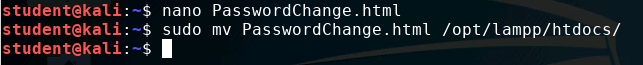 student@kali:~$ nano PasswordChange.html
student@kali:~$ sudo mv PasswordChange.html /opt/lampp/htdocs/
student@kali:~$